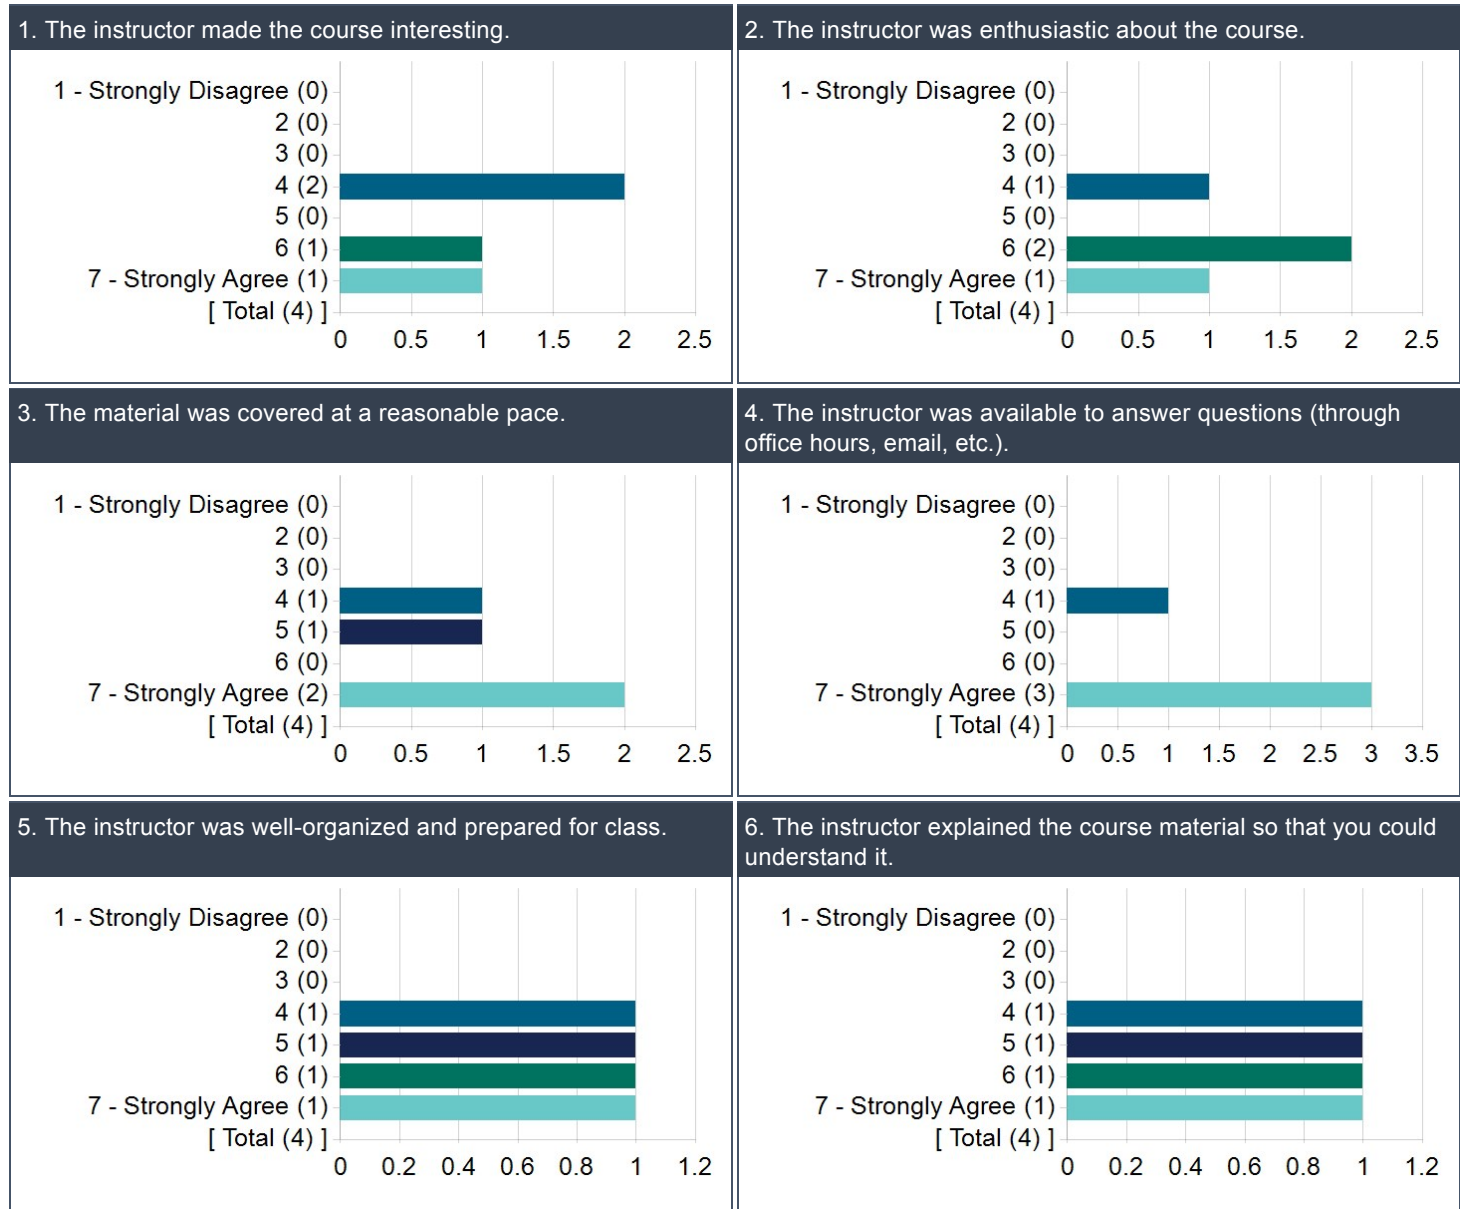 1. The instructor made the course interesting.
1 - Strongly Disagree (0)
2 (0)
3 (0)
4 (2)
5 (0)
6 (1)
7 - Strongly Agree (1)
[ Total (4) ]
0 0.5 1 1.5 2 2.5
2. The instructor was enthusiastic about the course.
1 - Strongly Disagree (0)
2 (0)
3 (0)
4 (1)
5 (0)
6 (2)
7 - Strongly Agree (1)
[ Total (4) ]
0 0.5 1 1.5 2 2.5
3. The material was covered at a reasonable pace.
1 - Strongly Disagree (0)
2 (0)
3 (0)
4 (1)
5 (1)
6 (0)
7 - Strongly Agree (2)
[ Total (4) ]
0 0.5 1 1.5 2 2.5
4. The instructor was available to answer questions (through
office hours, email, etc.).
1 - Strongly Disagree (0)
2 (0)
3 (0)
4 (1)
5 (0)
6 (0)
7 - Strongly Agree (3)
[ Total (4) ]
0 0.5 1 1.5 2 2.5 3 3.5
5. The instructor was well-organized and prepared for class.
1 - Strongly Disagree (0)
2 (0)
3 (0)
4 (1)
5 (1)
6 (1)
7 - Strongly Agree (1)
[ Total (4) ]
0 0.2 0.4 0.6 0.8 1 1.2
6. The instructor explained the course material so that you could
understand it.
1 - Strongly Disagree (0)
2 (0)
3 (0)
4 (1)
5 (1)
6 (1)
7 - Strongly Agree (1)
[ Total (4) ]
0 0.2 0.4 0.6 0.8 1 1.2